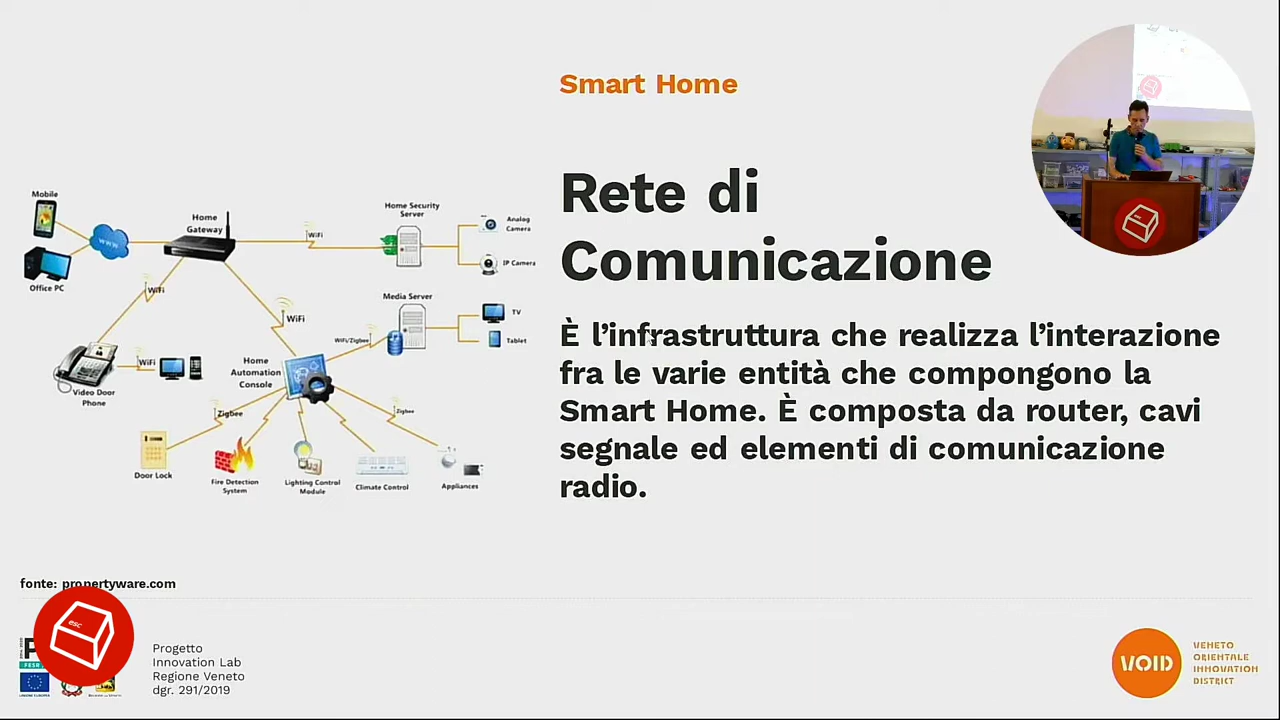 Smart Home
Rete di
Comunicazione
È l’infrastruttura che realizza l’interazione
fra le varie entità che compongono la
Smart Home. È composta da router, cavi
segnale ed elementi di comunicazione
radio.
Mobile
Office PC
www
Home
Gateway
WiFi
Home Security
Server
Analog
Camera
IP Camera
WiFi
WiFi
Media Server
TV
Tablet
WiFi/Zigbee
Video Door
Phone
WiFi
Home
Automation
Console
Zigbee
Zigbee
Door Lock
Fire Detection
System
Lighting Control
Module
Climate Control
Appliances
fonte: propertyware.com
esc
Progetto
Innovation Lab
Regione Veneto
dgr. 291/2019
VOID
VENETO
ORIENTALE
INNOVATION
DISTRICT